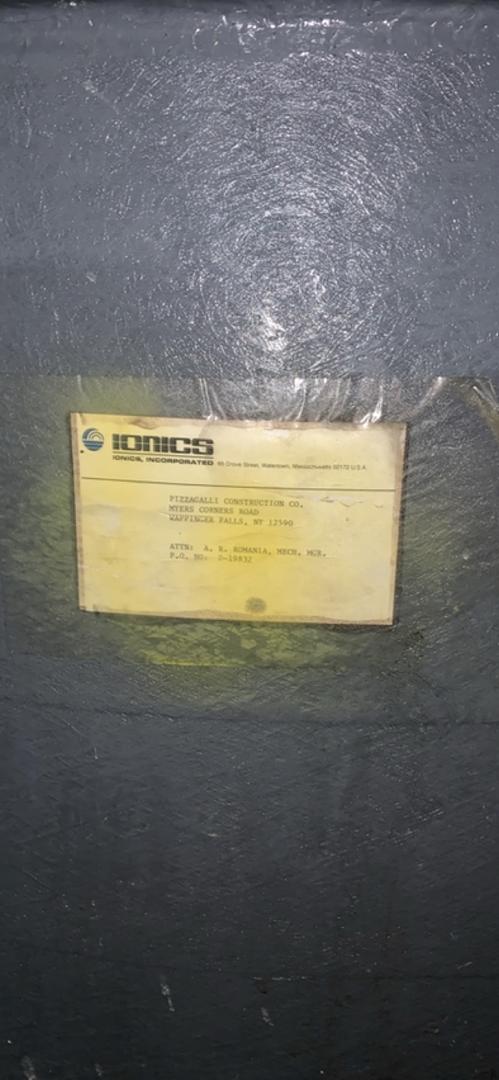 IONICS
IONICS, INCORPORATED 65 Grove Street, Watertown, Massachusetts 02172 U.S.A.
PIZZAGALLI CONSTRUCTION CO.
MYERS CORNERS ROAD
WAPPINGER FALLS, NY 12590
ATTN: A. R. ROMANIA, MECH. MGR.
P.O. NO. 2-19832